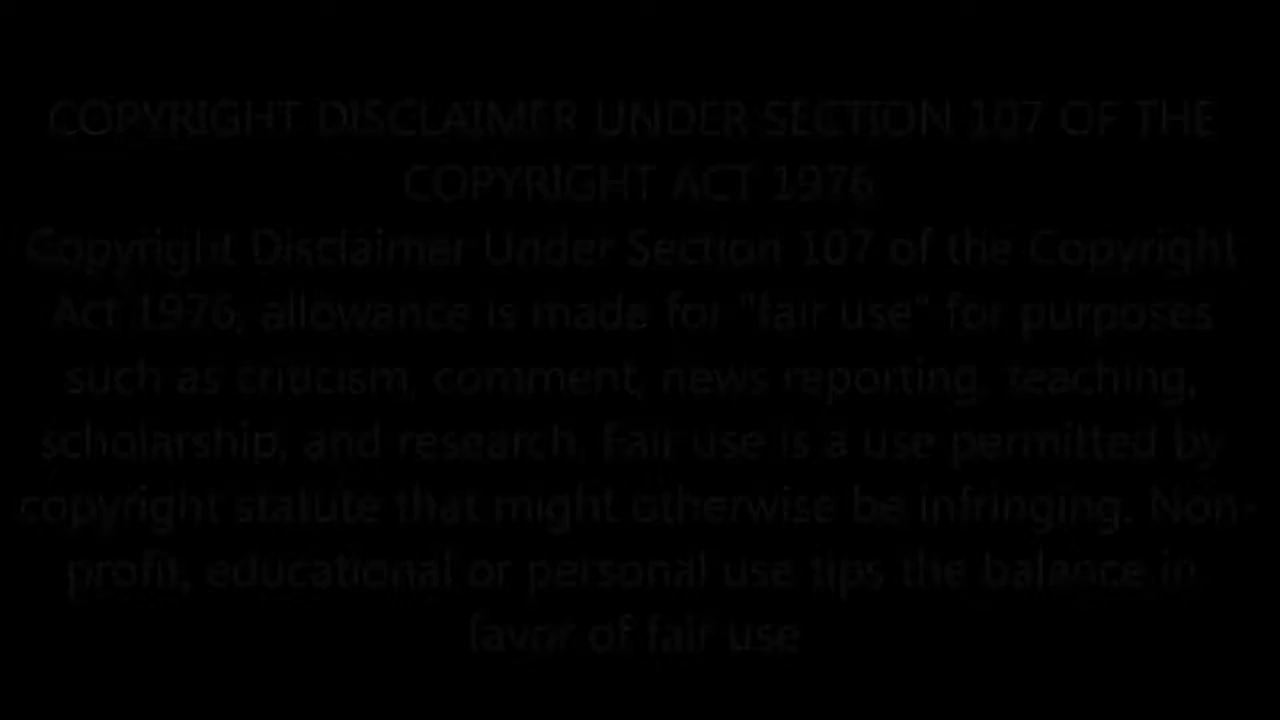 COPYRIGHT DISCLAIMER UNDER SECTION 107 OF THE
COPYRIGHT ACT 1976
Copyright Disclaimer Under Section 107 of the Copyright
Act 1976, allowance is made for "fair use" for purposes
such as criticism, comment, news reporting, teaching,
scholarship, and research. Fair use is a use permitted by
copyright statute that might otherwise be infringing. Non-
profit, educational or personal use tips the balance in
favor of fair use